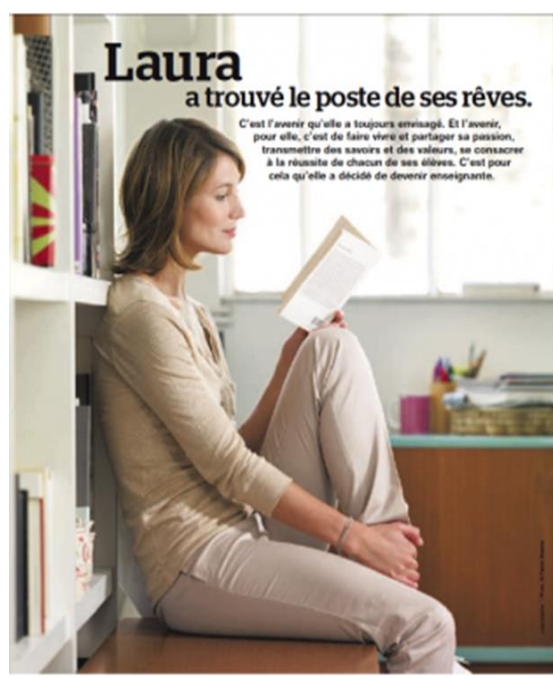 Laura
a trouvé le poste de ses rêves.
C'est l'avenir qu'elle a toujours envisagé. Et l'avenir,
pour elle, c'est de faire vivre et partager sa passion,
transmettre des savoirs et des valeurs, se consacrer
à la réussite de chacun de ses élèves. C'est pour
cela qu'elle a décidé de devenir enseignante.